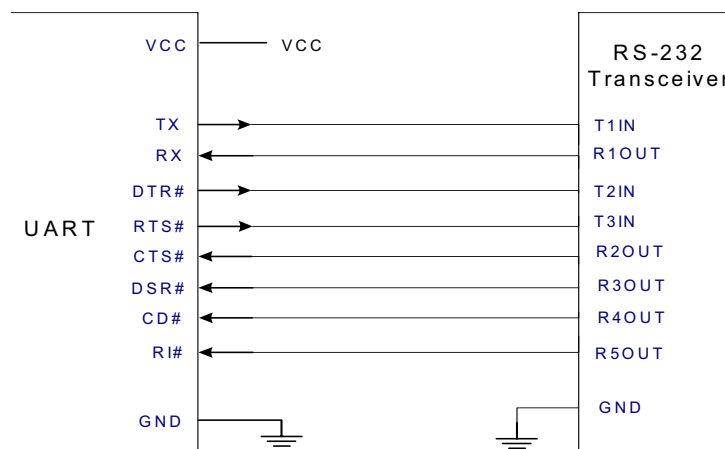 VCC VCC
RS-232
Transceiver
TX T1IN
RX R1OUT
DTR# T2IN
UART RTS# T3IN
CTS# R2OUT
DSR# R3OUT
CD# R4OUT
RI# R5OUT
GND GND